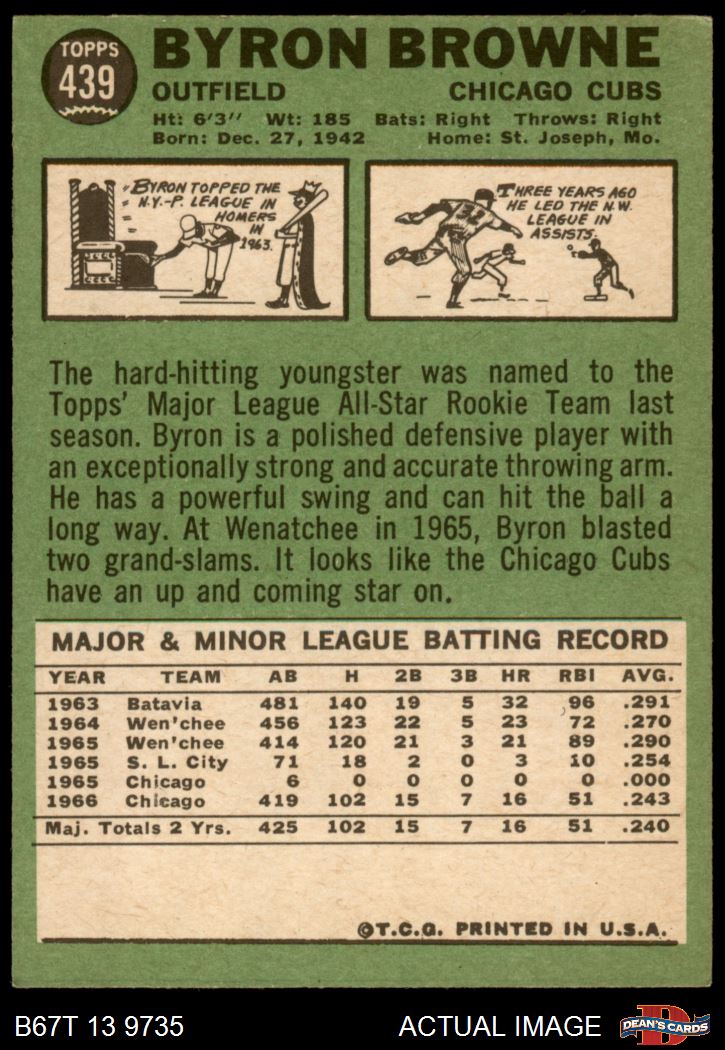 TOPPS
439
BYRON BROWNE
OUTFIELD CHICAGO CUBS
Ht: 6'3" Wt: 185 Bats: Right Throws: Right
Born: Dec. 27, 1942 Home: St. Joseph, Mo.
BYRON TOPPED THE
N.Y.-P. LEAGUE IN
HOMERS
IN
1963.
THREE YEARS AGO
HE LED THE N.W.
LEAGUE IN
ASSISTS.
The hard-hitting youngster was named to the
Topps' Major League All-Star Rookie Team last
season. Byron is a polished defensive player with
an exceptionally strong and accurate throwing arm.
He has a powerful swing and can hit the ball a
long way. At Wenatchee in 1965, Byron blasted
two grand-slams. It looks like the Chicago Cubs
have an up and coming star on.
MAJOR & MINOR LEAGUE BATTING RECORD
YEAR TEAM AB H 2B 3B HR RBI AVG.
1963 Batavia 481 140 19 5 32 96 .291
1964 Wen'chee 456 123 22 5 23 72 .270
1965 Wen'chee 414 120 21 3 21 89 .290
1965 S. L. City 71 18 2 0 3 10 .254
1965 Chicago 6 0 0 0 0 0 .000
1966 Chicago 419 102 15 7 16 51 .243
Maj. Totals 2 Yrs. 425 102 15 7 16 51 .240
©T.C.G. PRINTED IN U.S.A.
B67T 13 9735 ACTUAL IMAGE
DEAN'S CARDS